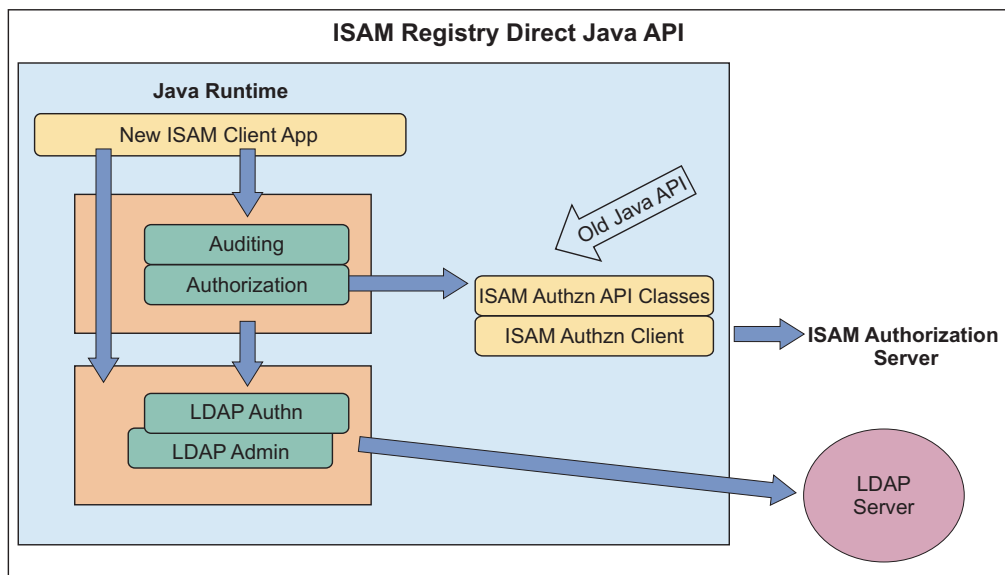 ISAM Registry Direct Java API
Java Runtime
New ISAM Client App
Old Java API
Auditing
Authorization
ISAM Authzn API Classes
ISAM Authzn Client
ISAM Authorization
Server
LDAP Authn
LDAP Admin
LDAP
Server